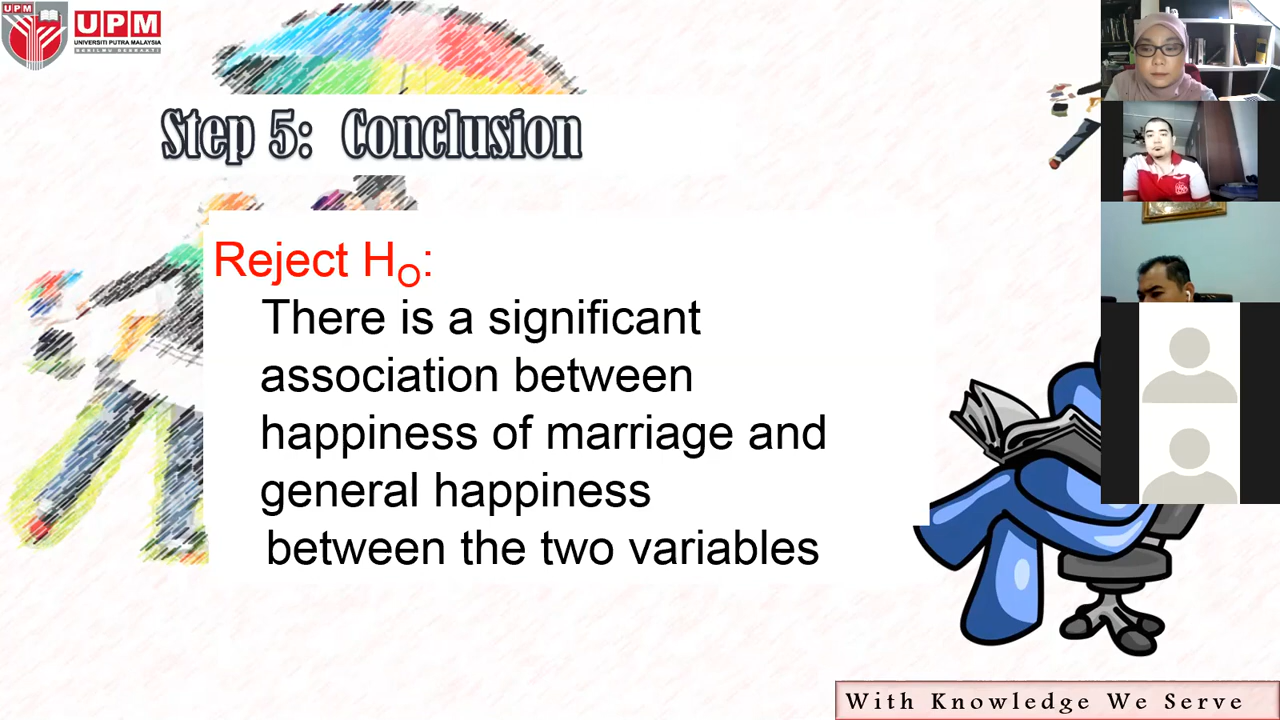 UPM
UPM
UNIVERSITI PUTRA MALAYSIA
BERILMU BERBAKTI
Step 5: Conclusion
Reject HO:
There is a significant
association between
happiness of marriage and
general happiness
between the two variables
With Knowledge We Serve